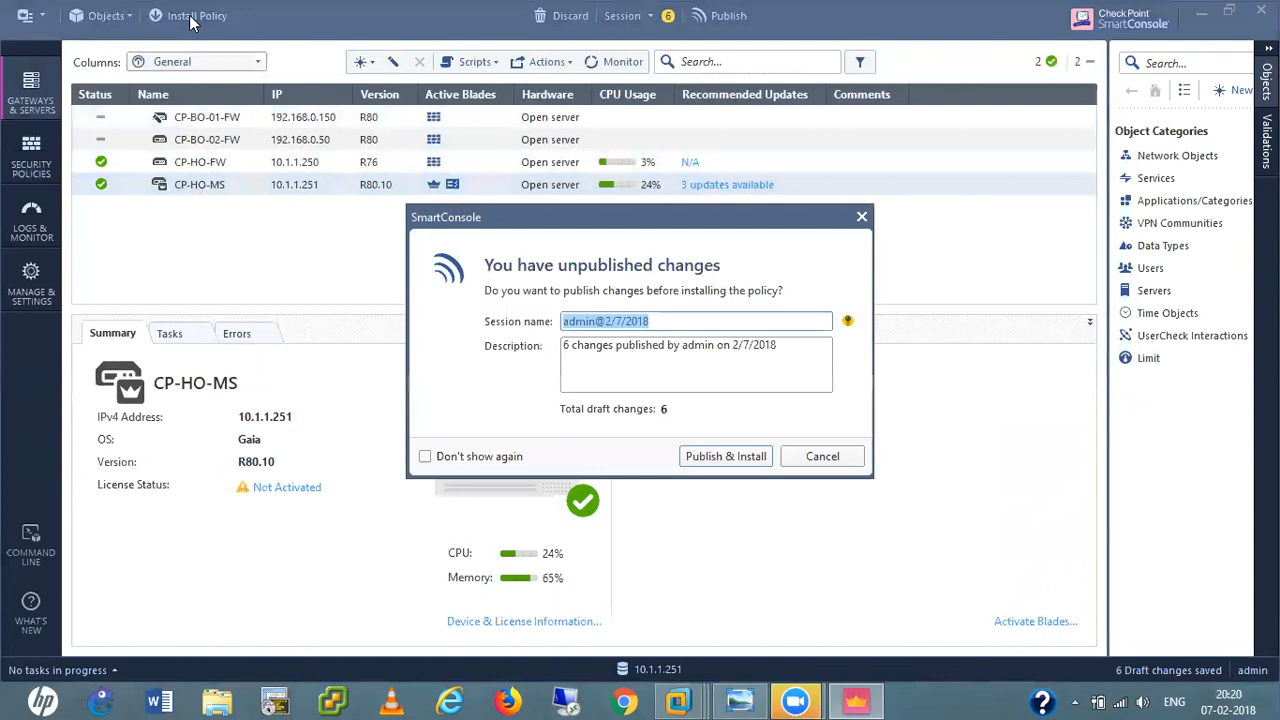 Objects Install Policy Discard Session 6 Publish Check Point SmartConsole
GATEWAYS & SERVERS
SECURITY POLICIES
LOGS & MONITOR
MANAGE & SETTINGS
COMMAND LINE
WHAT'S NEW
Columns: General Scripts Actions Monitor Search... 2 2
Status Name IP Version Active Blades Hardware CPU Usage Recommended Updates Comments
CP-BO-01-FW 192.168.0.150 R80 Open server
CP-BO-02-FW 192.168.0.50 R80 Open server
CP-HO-FW 10.1.1.250 R76 Open server 3% N/A
CP-HO-MS 10.1.1.251 R80.10 Open server 24% 3 updates available
SmartConsole
You have unpublished changes
Do you want to publish changes before installing the policy?
Session name: admin@2/7/2018
Description: 6 changes published by admin on 2/7/2018
Total draft changes: 6
Don't show again Publish & Install Cancel
Summary Tasks Errors
CP-HO-MS
IPv4 Address: 10.1.1.251
OS: Gaia
Version: R80.10
License Status: Not Activated
CPU: 24%
Memory: 65%
Device & License Information... Activate Blades...
Search...
New
Object Categories
Network Objects
Services
Applications/Categories
VPN Communities
Data Types
Users
Servers
Time Objects
UserCheck Interactions
Limit
Objects
Validations
No tasks in progress 10.1.1.251 6 Draft changes saved admin
ENG 20:20
07-02-2018